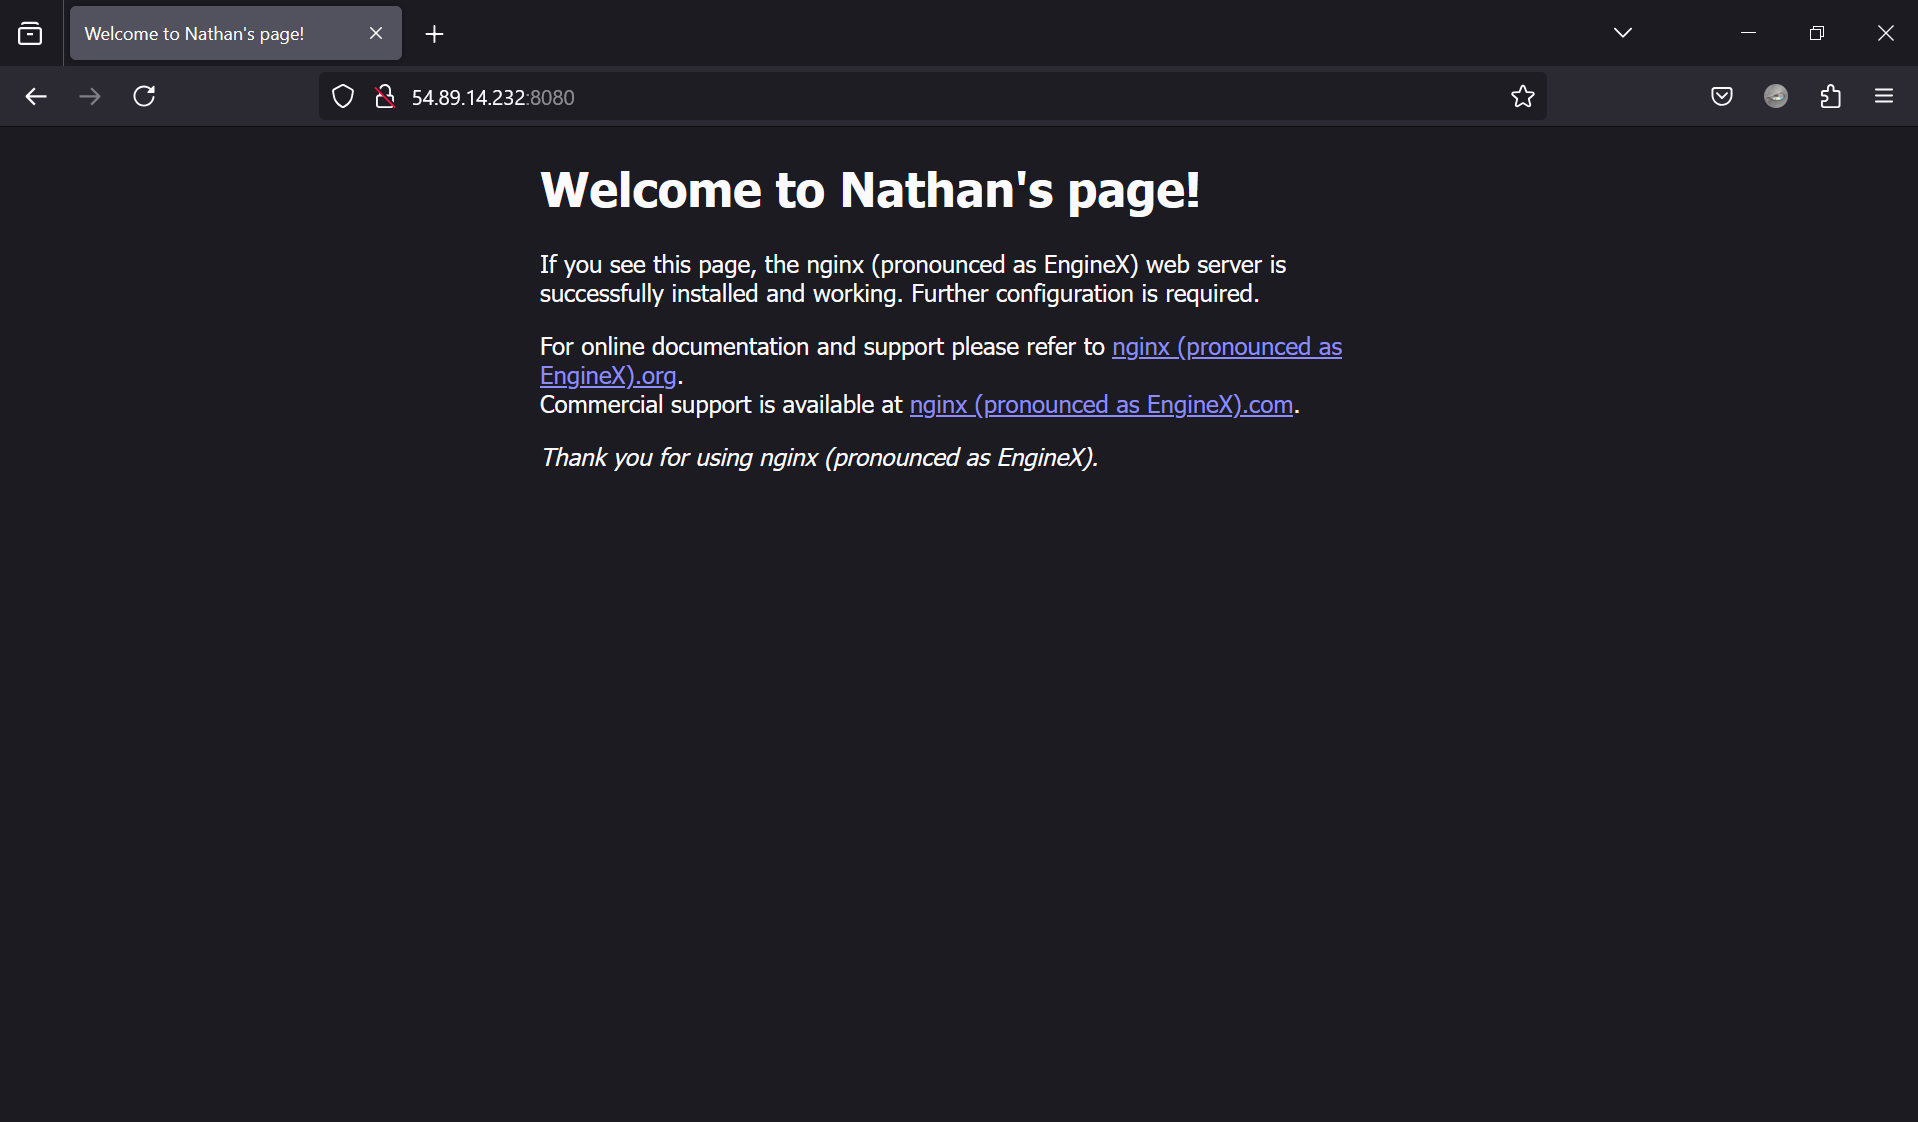 Welcome to Nathan's page!
54.89.14.232:8080
Welcome to Nathan's page!
If you see this page, the nginx (pronounced as EngineX) web server is
successfully installed and working. Further configuration is required.
For online documentation and support please refer to nginx (pronounced as
EngineX).org.
Commercial support is available at nginx (pronounced as EngineX).com.
Thank you for using nginx (pronounced as EngineX).